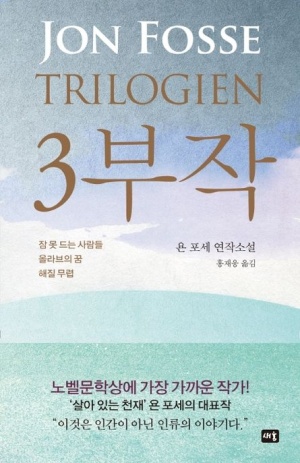 JON FOSSE
TRILOGIEN
3부작
잠 못 드는 사람들
올라브의 꿈
해질 무렵
욘 포세 연작소설
홍재웅 옮김
노벨문학상에 가장 가까운 작가!
‘살아 있는 천재’ 욘 포세의 대표작
“이것은 인간이 아닌 인류의 이야기다.”
새움